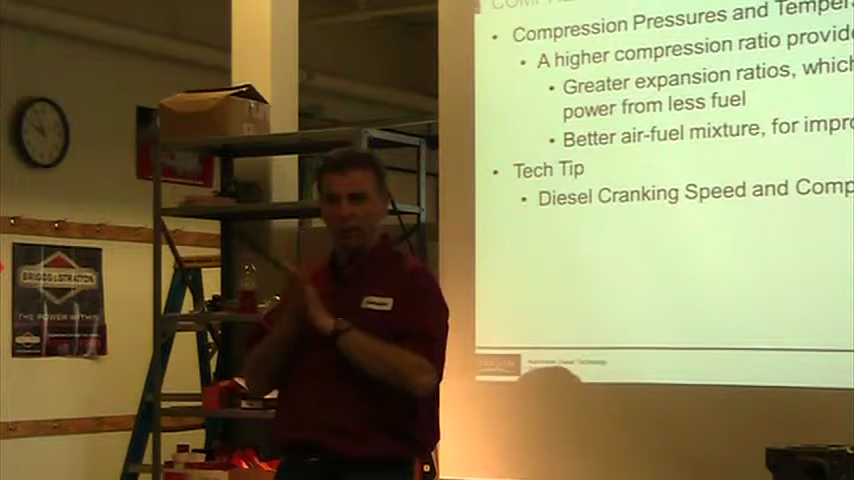 • Compression Pressures and Temper
• A higher compression ratio provid
• Greater expansion ratios, which
power from less fuel
• Better air-fuel mixture, for impro
• Tech Tip
• Diesel Cranking Speed and Comp
BRIGGS&STRATTON
THE POWER WITHIN